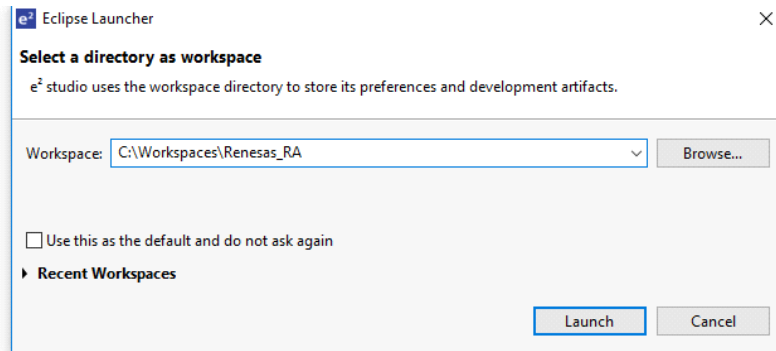 e² Eclipse Launcher
Select a directory as workspace
e² studio uses the workspace directory to store its preferences and development artifacts.
Workspace: C:\Workspaces\Renesas_RA Browse...
Use this as the default and do not ask again
Recent Workspaces
Launch Cancel